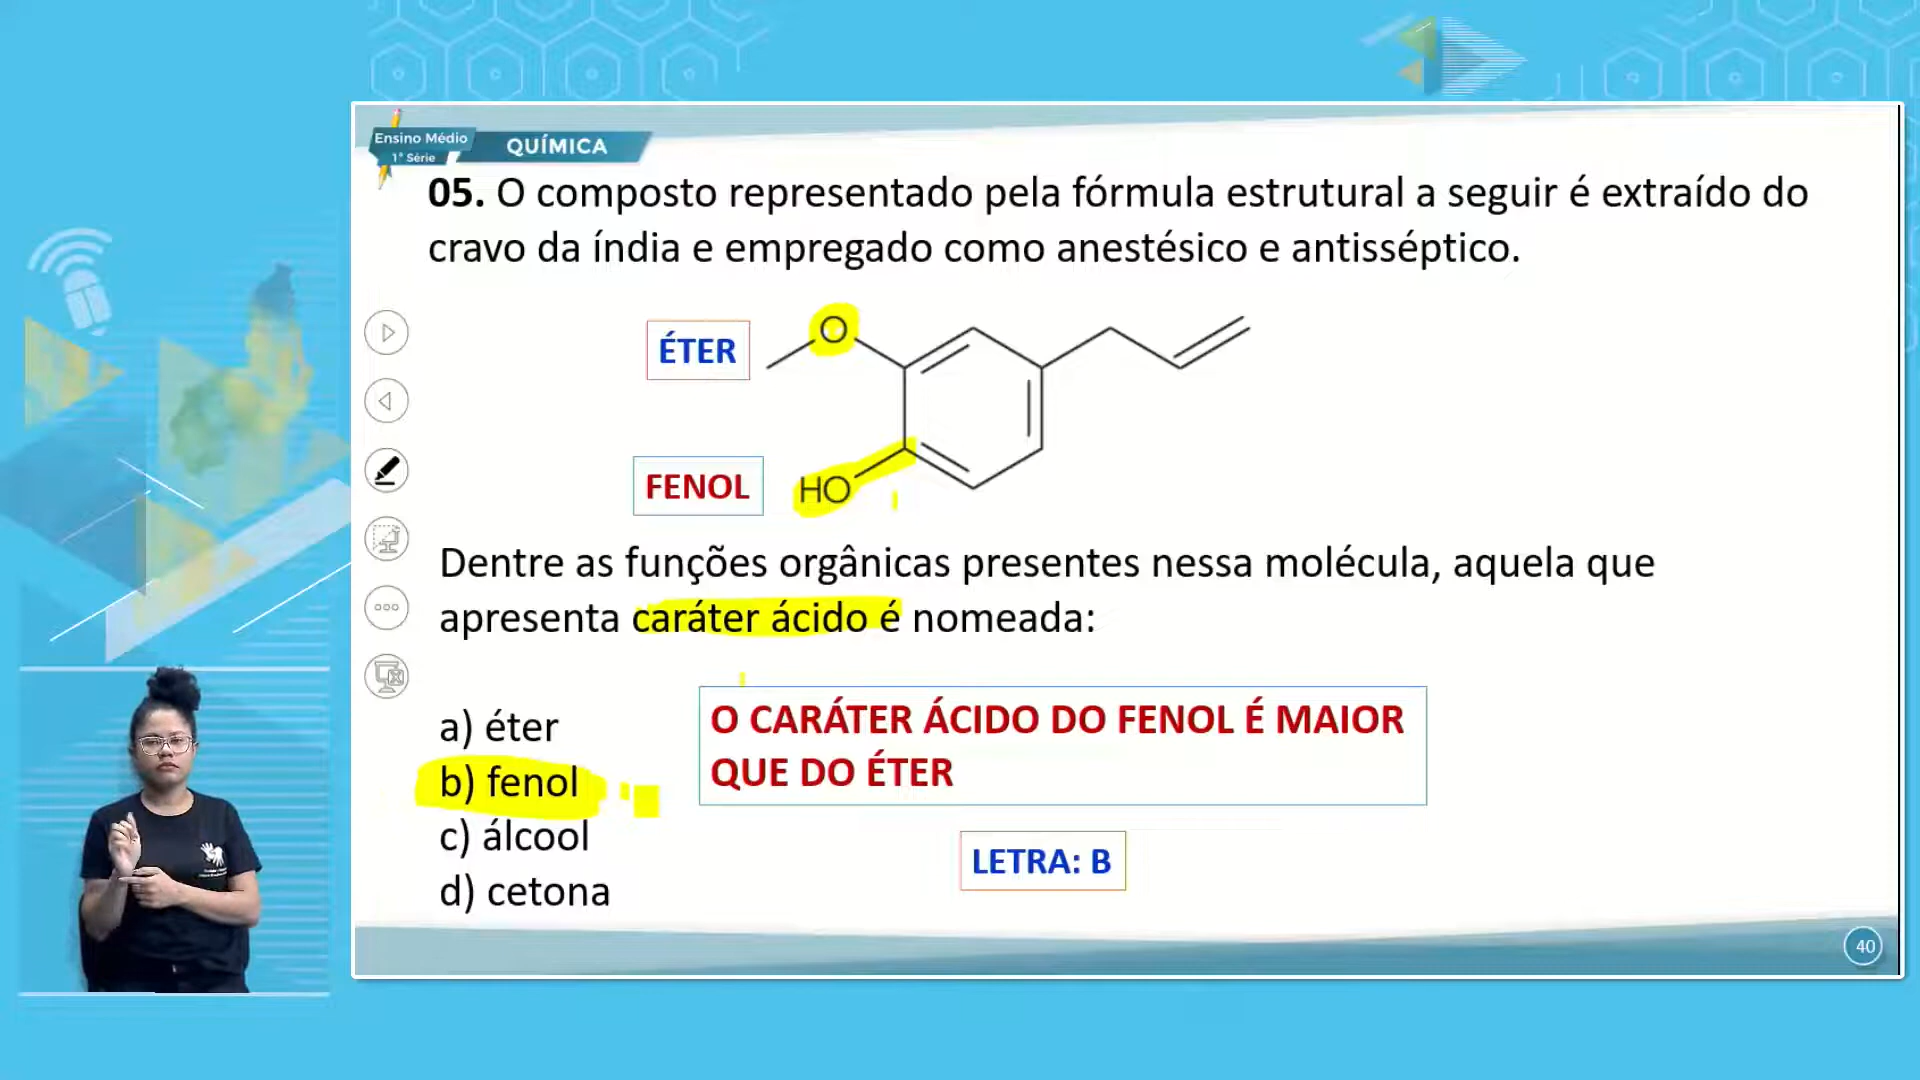 Ensino Médio
1ª Série
QUÍMICA
05. O composto representado pela fórmula estrutural a seguir é extraído do
cravo da índia e empregado como anestésico e antisséptico.
ÉTER
O
FENOL
HO
Dentre as funções orgânicas presentes nessa molécula, aquela que
apresenta caráter ácido é nomeada:
a) éter
b) fenol
c) álcool
d) cetona
O CARÁTER ÁCIDO DO FENOL É MAIOR
QUE DO ÉTER
LETRA: B
40